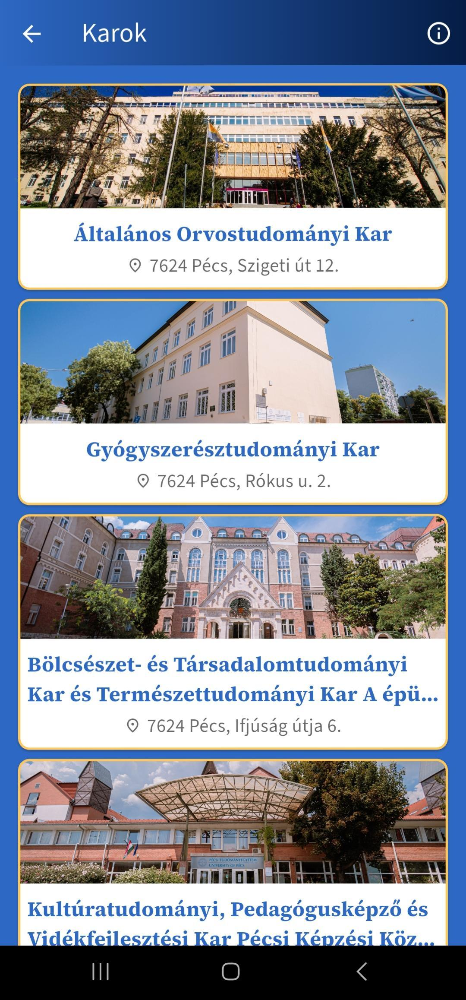 Karok
Általános Orvostudományi Kar
7624 Pécs, Szigeti út 12.
Gyógyszerésztudományi Kar
7624 Pécs, Rókus u. 2.
Bölcsészet- és Társadalomtudományi
Kar és Természettudományi Kar A épü...
7624 Pécs, Ifjúság útja 6.
PÉCSI TUDOMÁNYEGYETEM
UNIVERSITY OF PÉCS
Kultúratudományi, Pedagógusképző és
Vidékfejlesztési Kar Pécsi Képzési Köz...